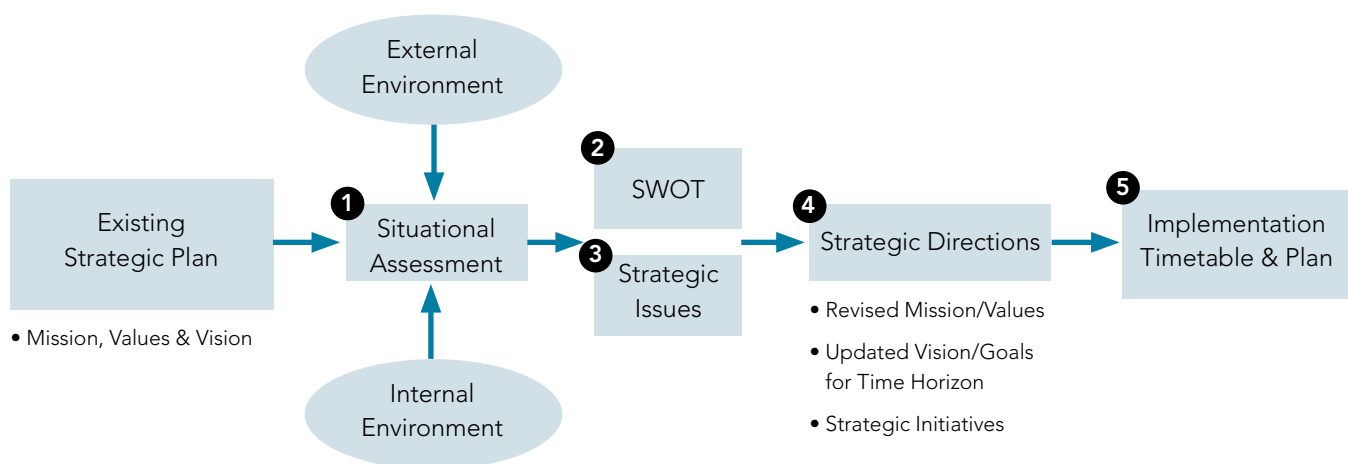 External
Environment
Existing
Strategic Plan
• Mission, Values & Vision
1
Situational
Assessment
Internal
Environment
2
SWOT
3
Strategic
Issues
4
Strategic Directions
• Revised Mission/Values
• Updated Vision/Goals
for Time Horizon
• Strategic Initiatives
5
Implementation
Timetable & Plan